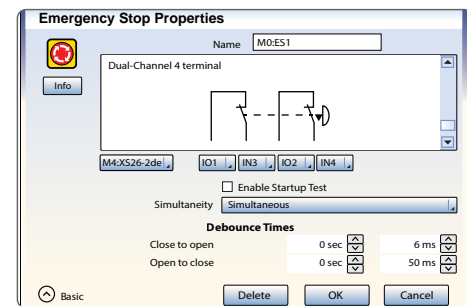 Emergency Stop Properties
Name M0:ES1
Info
Dual-Channel 4 terminal
M4:XS26-2de IO1 IN3 IO2 IN4
Enable Startup Test
Simultaneity Simultaneous
Debounce Times
Close to open 0 sec 6 ms
Open to close 0 sec 50 ms
Basic Delete OK Cancel